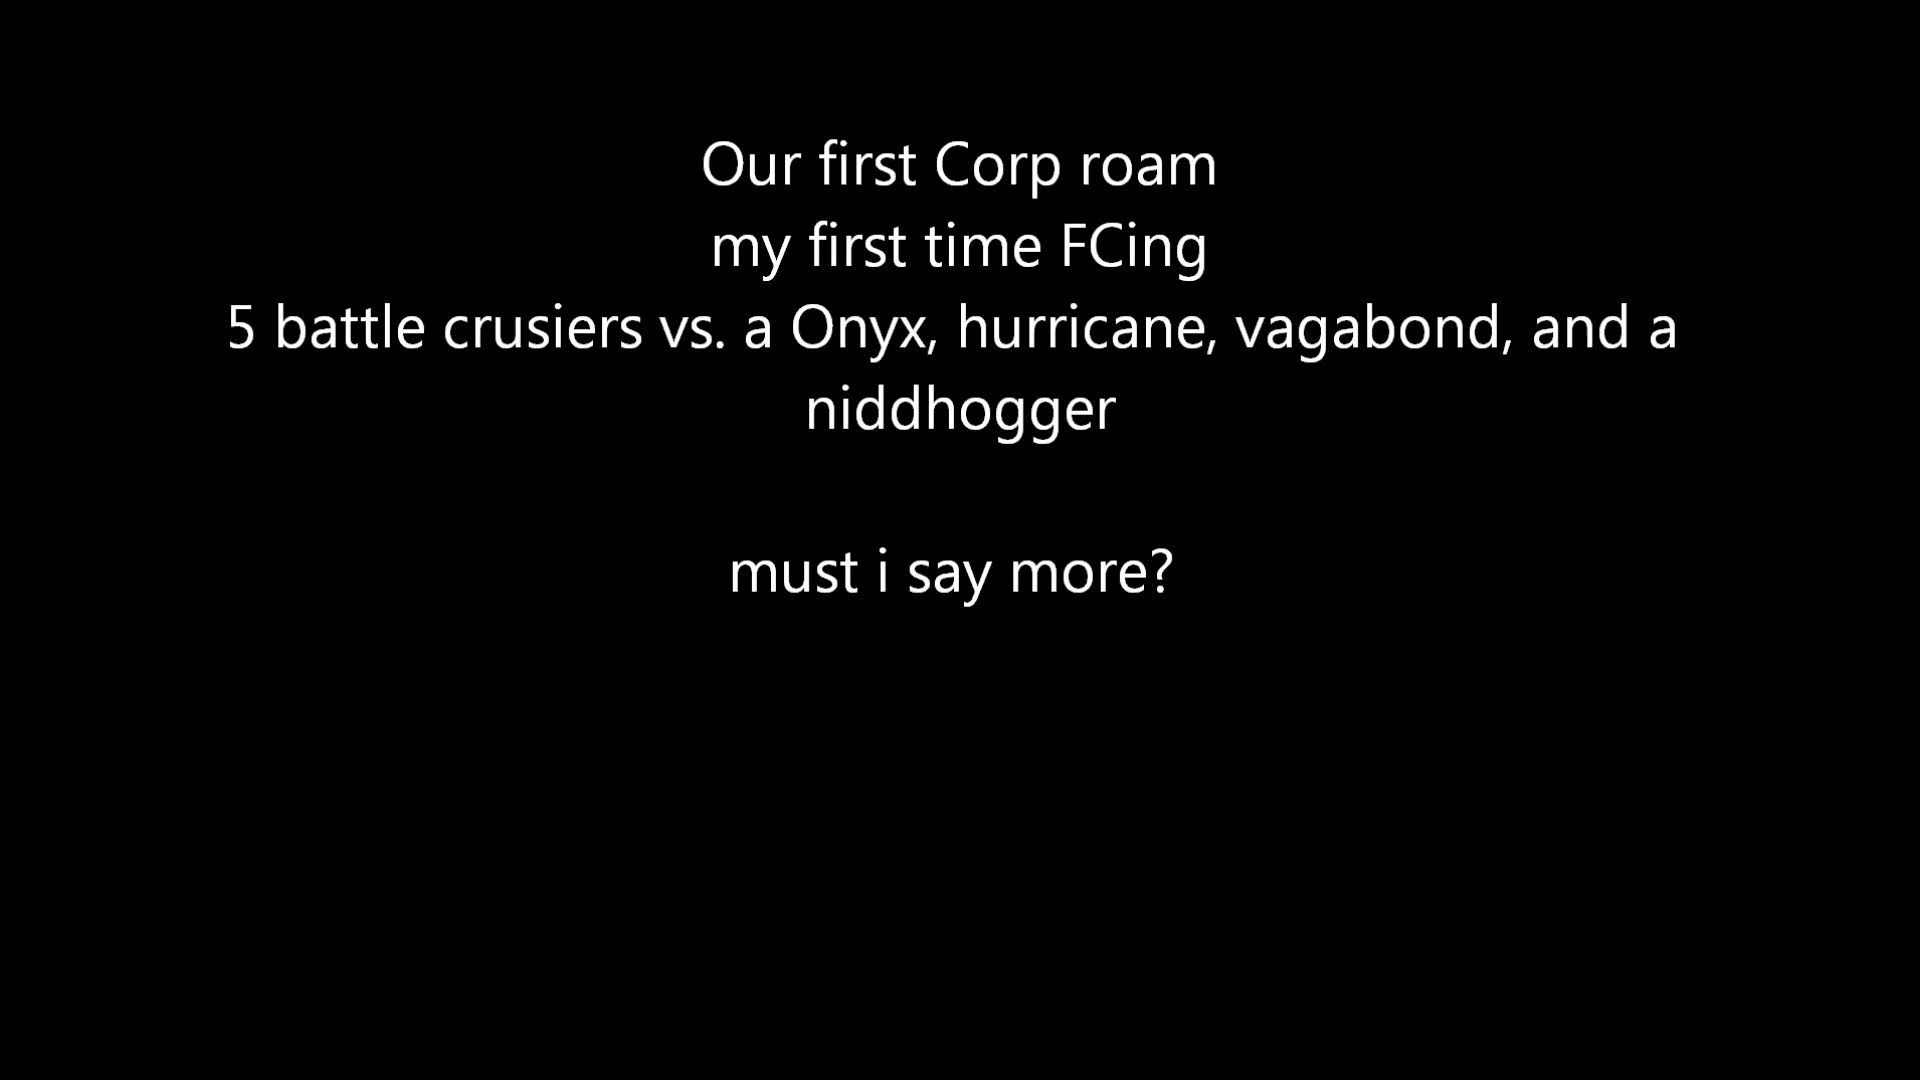 Our first Corp roam
my first time FCing
5 battle crusiers vs. a Onyx, hurricane, vagabond, and a
niddhogger
must i say more?